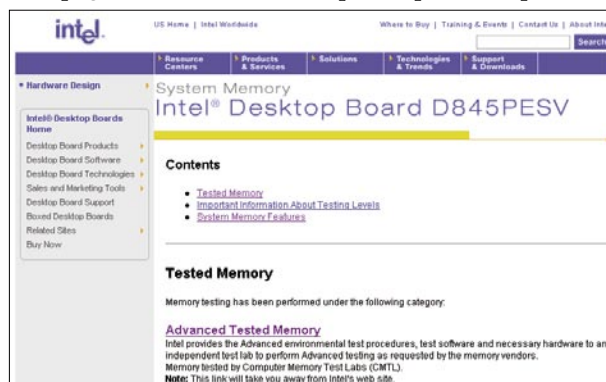 intel.
US Home | Intel Worldwide
Where to Buy | Training & Events | Contact Us | About Inte
Search
Resource Centers
Products & Services
Solutions
Technologies & Trends
Support & Downloads
Hardware Design
Intel® Desktop Boards Home
Desktop Board Products
Desktop Board Software
Desktop Board Technologies
Sales and Marketing Tools
Desktop Board Support
Boxed Desktop Boards
Related Sites
Buy Now
System Memory
Intel® Desktop Board D845PESV
Contents
Tested Memory
Important Information About Testing Levels
System Memory Features
Tested Memory
Memory testing has been performed under the following category:
Advanced Tested Memory
Intel provides the Advanced environmental test procedures, test software and necessary hardware to an
independent test lab to perform Advanced testing as requested by the memory vendors.
Memory tested by Computer Memory Test Labs (CMTL).
Note: This link will take you away from Intel's web site.